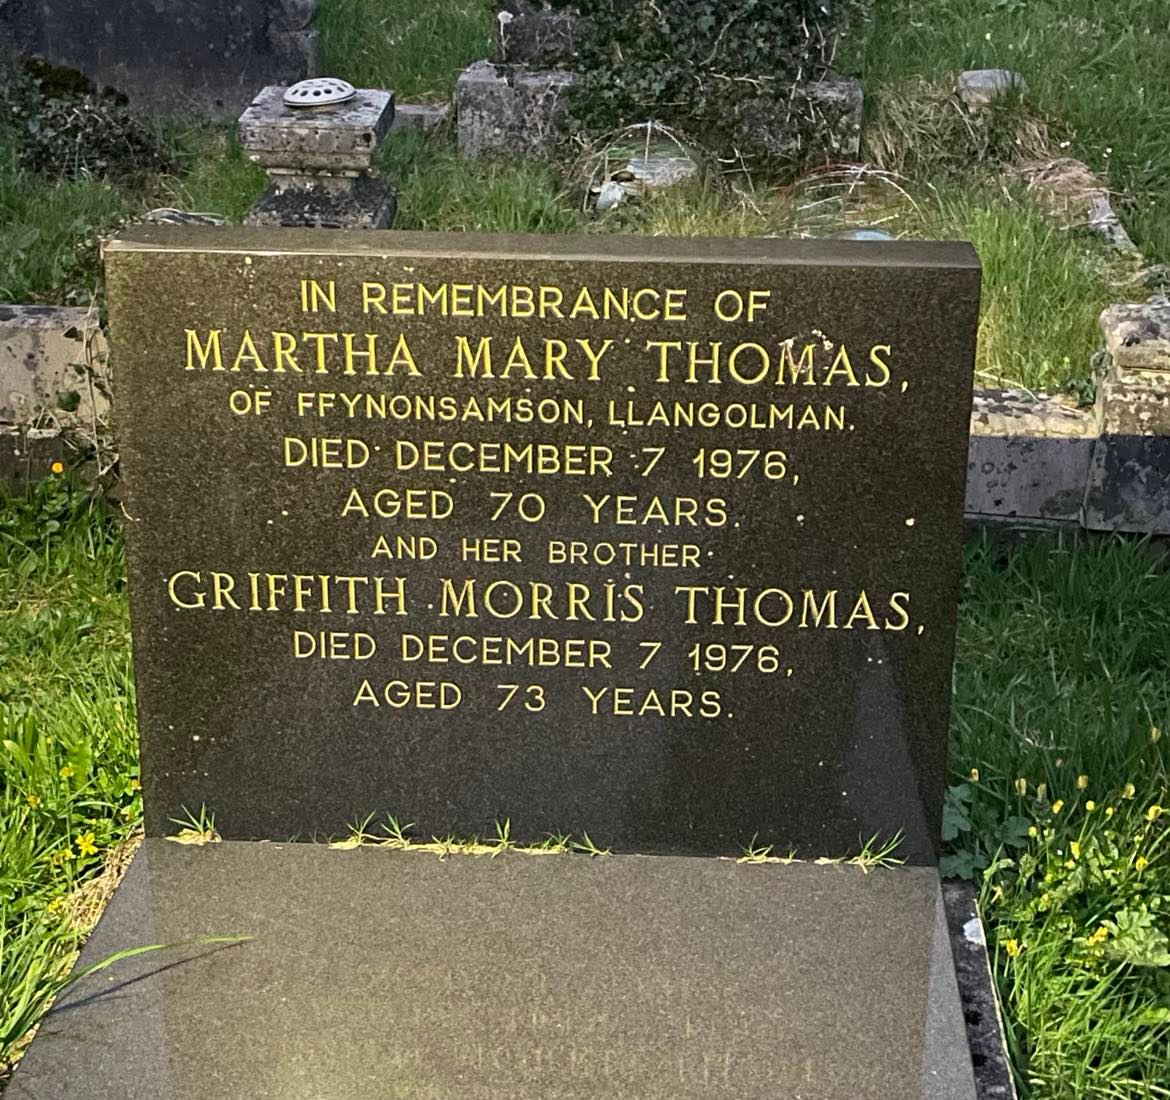 IN REMEMBRANCE OF
MARTHA MARY THOMAS,
OF FFYNONSAMSON, LLANGOLMAN.
DIED DECEMBER 7 1976,
AGED 70 YEARS.
AND HER BROTHER
GRIFFITH MORRIS THOMAS,
DIED DECEMBER 7 1976,
AGED 73 YEARS.